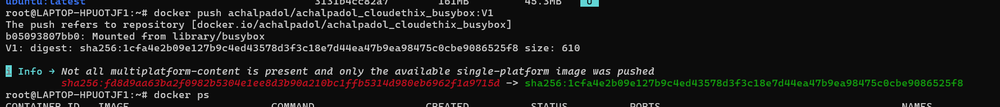 ubuntu:latest 3131b4cc82a7 161MB 45.3MB U
root@LAPTOP-HPUOTJF1:~# docker push achalpadol/achalpadol_cloudethix_busybox:V1
The push refers to repository [docker.io/achalpadol/achalpadol_cloudethix_busybox]
b05093807bb0: Mounted from library/busybox
V1: digest: sha256:1cfa4e2b09e127b9c4ed43578d3f3c18e7d44ea47b9ea98475c0cbe9086525f8 size: 610
i Info → Not all multiplatform-content is present and only the available single-platform image was pushed
sha256:fd8d9aa63ba2f0982b5304e1ee8d3b90a210bc1ffb5314d980eb6962f1a9715d -> sha256:1cfa4e2b09e127b9c4ed43578d3f3c18e7d44ea47b9ea98475c0cbe9086525f8
root@LAPTOP-HPUOTJF1:~# docker ps
CONTAINER ID IMAGE COMMAND CREATED STATUS PORTS NAMES